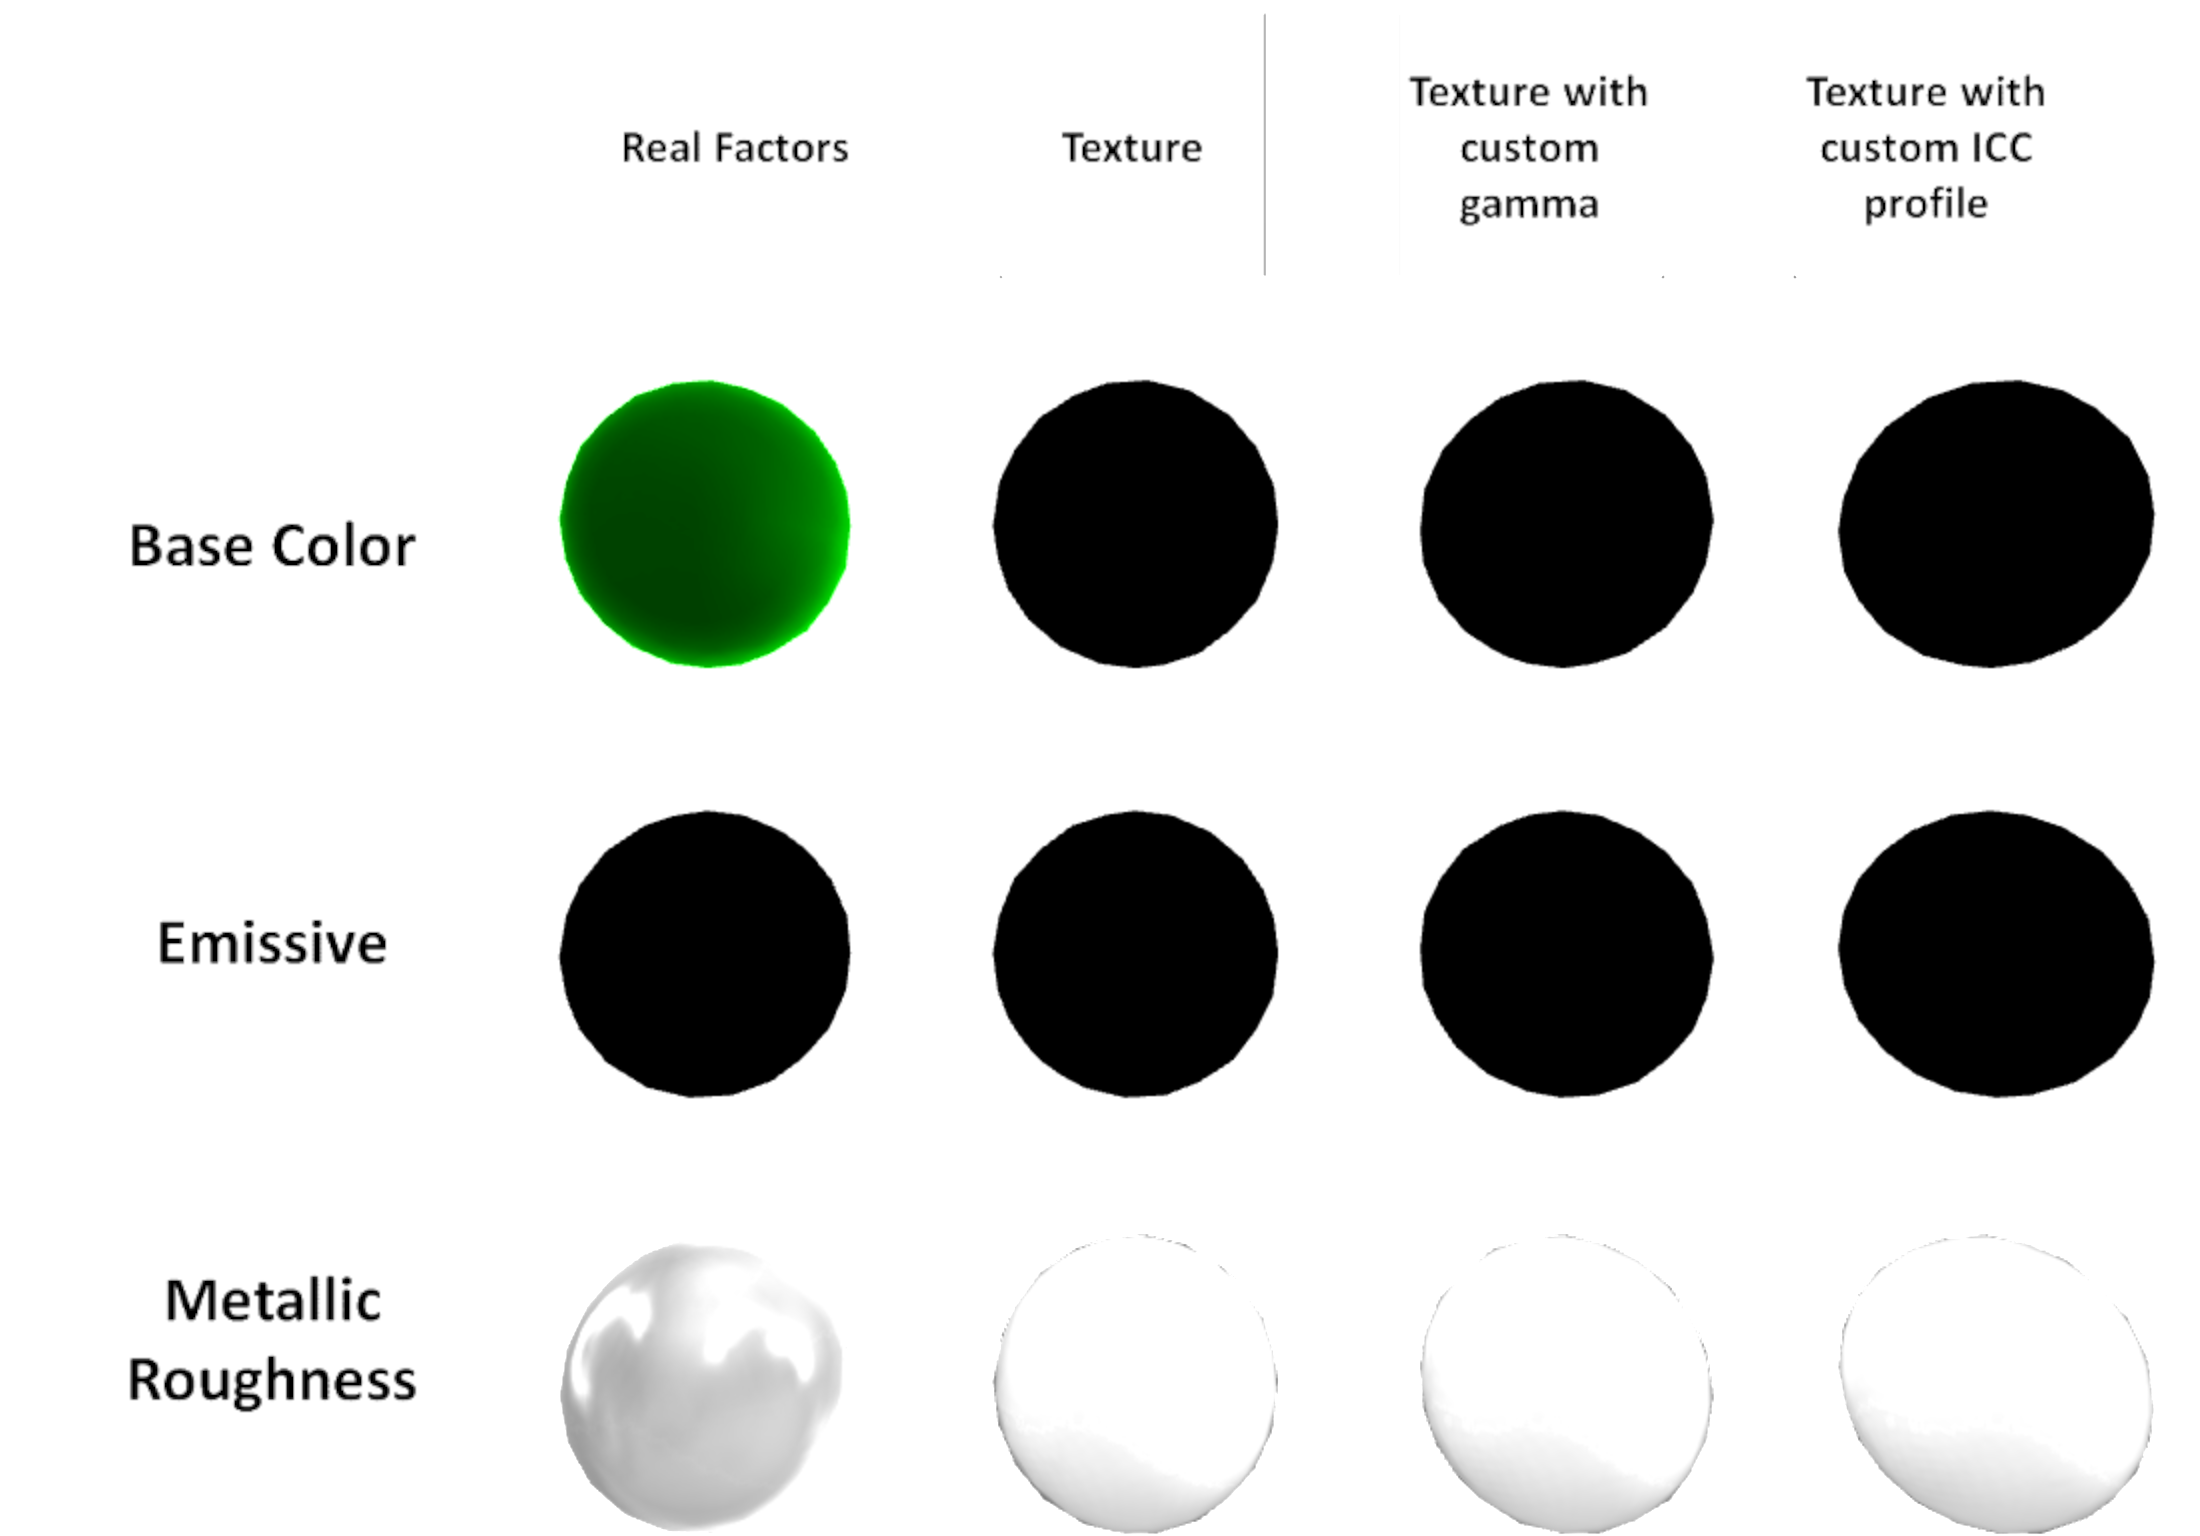 Real Factors
Texture
Texture with
custom
gamma
Texture with
custom ICC
profile
Base Color
Emissive
Metallic
Roughness